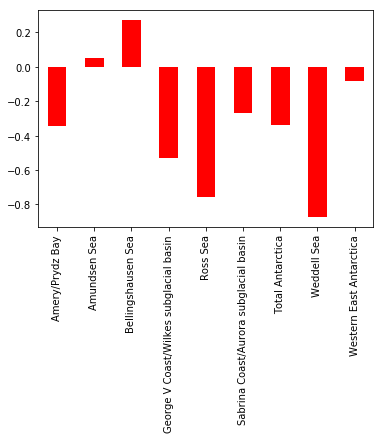 0.2
0.0
−0.2
−0.4
−0.6
−0.8
Amery/Prydz Bay
Amundsen Sea
Bellingshausen Sea
George V Coast/Wilkes subglacial basin
Ross Sea
Sabrina Coast/Aurora subglacial basin
Total Antarctica
Weddell Sea
Western East Antarctica